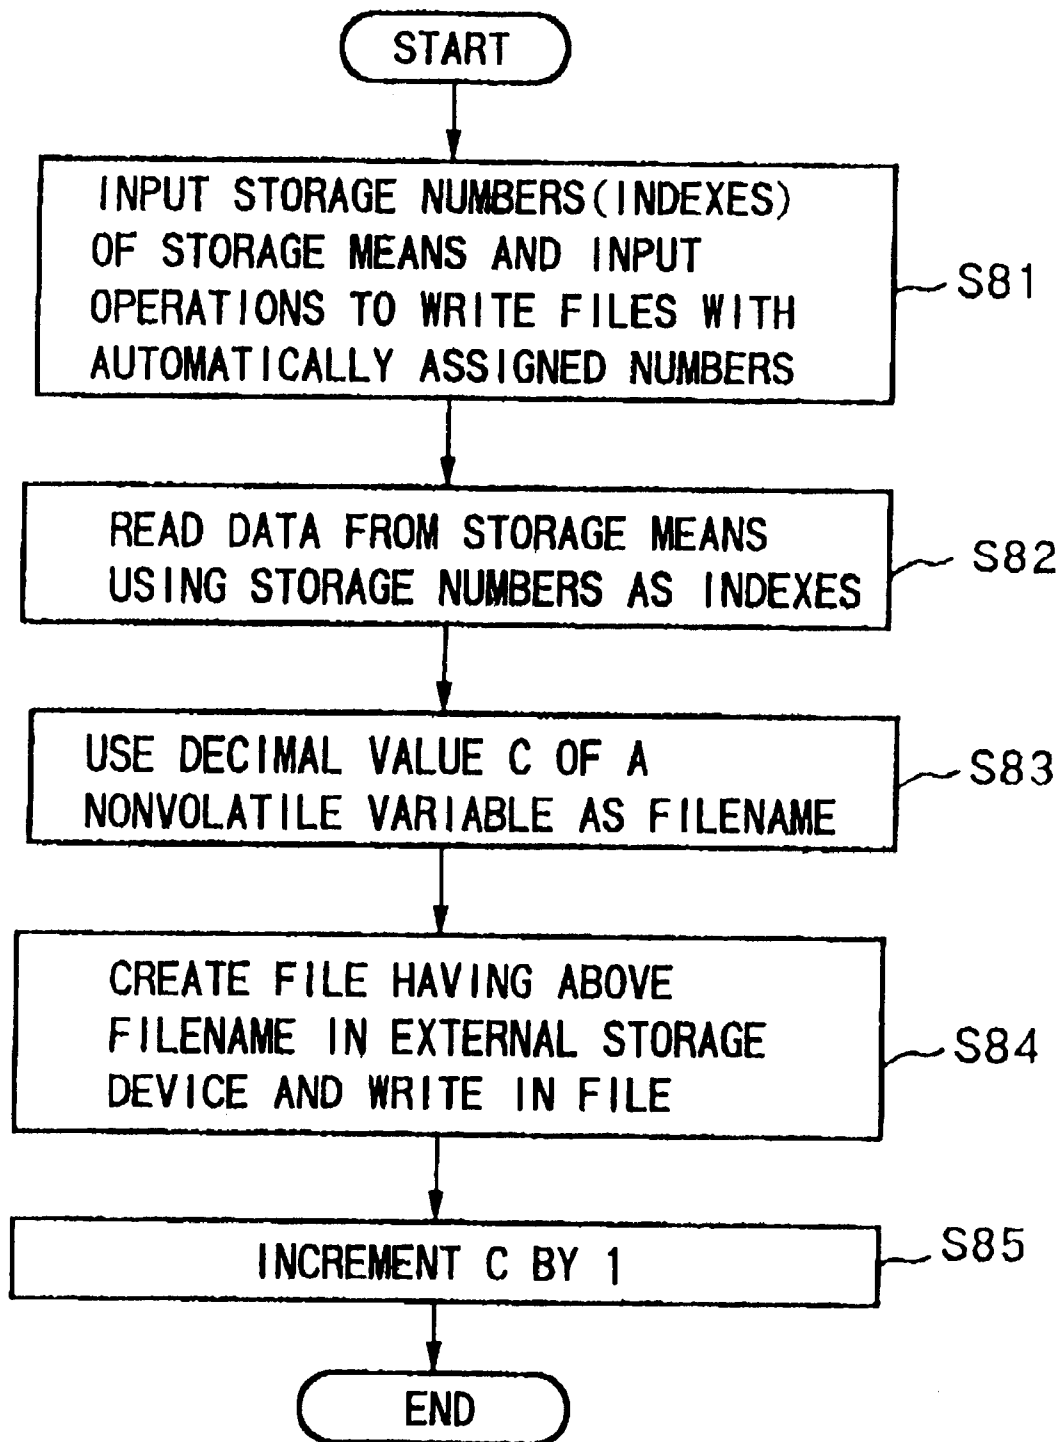 START
INPUT STORAGE NUMBERS(INDEXES)
OF STORAGE MEANS AND INPUT
OPERATIONS TO WRITE FILES WITH
AUTOMATICALLY ASSIGNED NUMBERS
S81
READ DATA FROM STORAGE MEANS
USING STORAGE NUMBERS AS INDEXES
S82
USE DECIMAL VALUE C OF A
NONVOLATILE VARIABLE AS FILENAME
S83
CREATE FILE HAVING ABOVE
FILENAME IN EXTERNAL STORAGE
DEVICE AND WRITE IN FILE
S84
INCREMENT C BY 1
S85
END